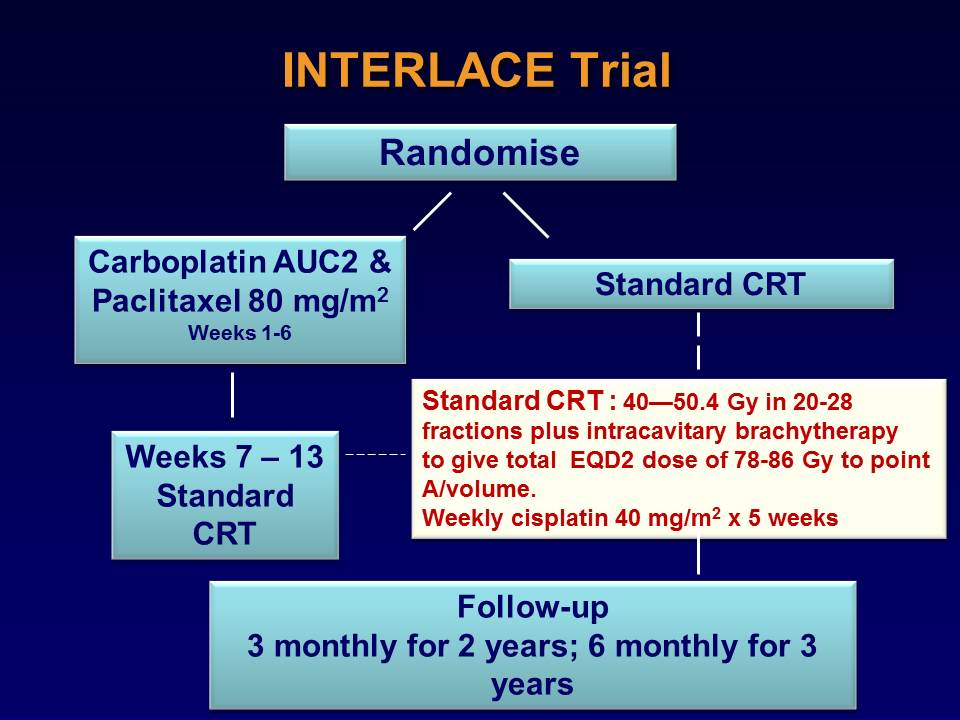 INTERLACE Trial
Randomise
Carboplatin AUC2 &
Paclitaxel 80 mg/m²
Weeks 1-6
Standard CRT
Standard CRT : 40—50.4 Gy in 20-28
fractions plus intracavitary brachytherapy
to give total EQD2 dose of 78-86 Gy to point
A/volume.
Weekly cisplatin 40 mg/m² x 5 weeks
Weeks 7 – 13
Standard
CRT
Follow-up
3 monthly for 2 years; 6 monthly for 3
years